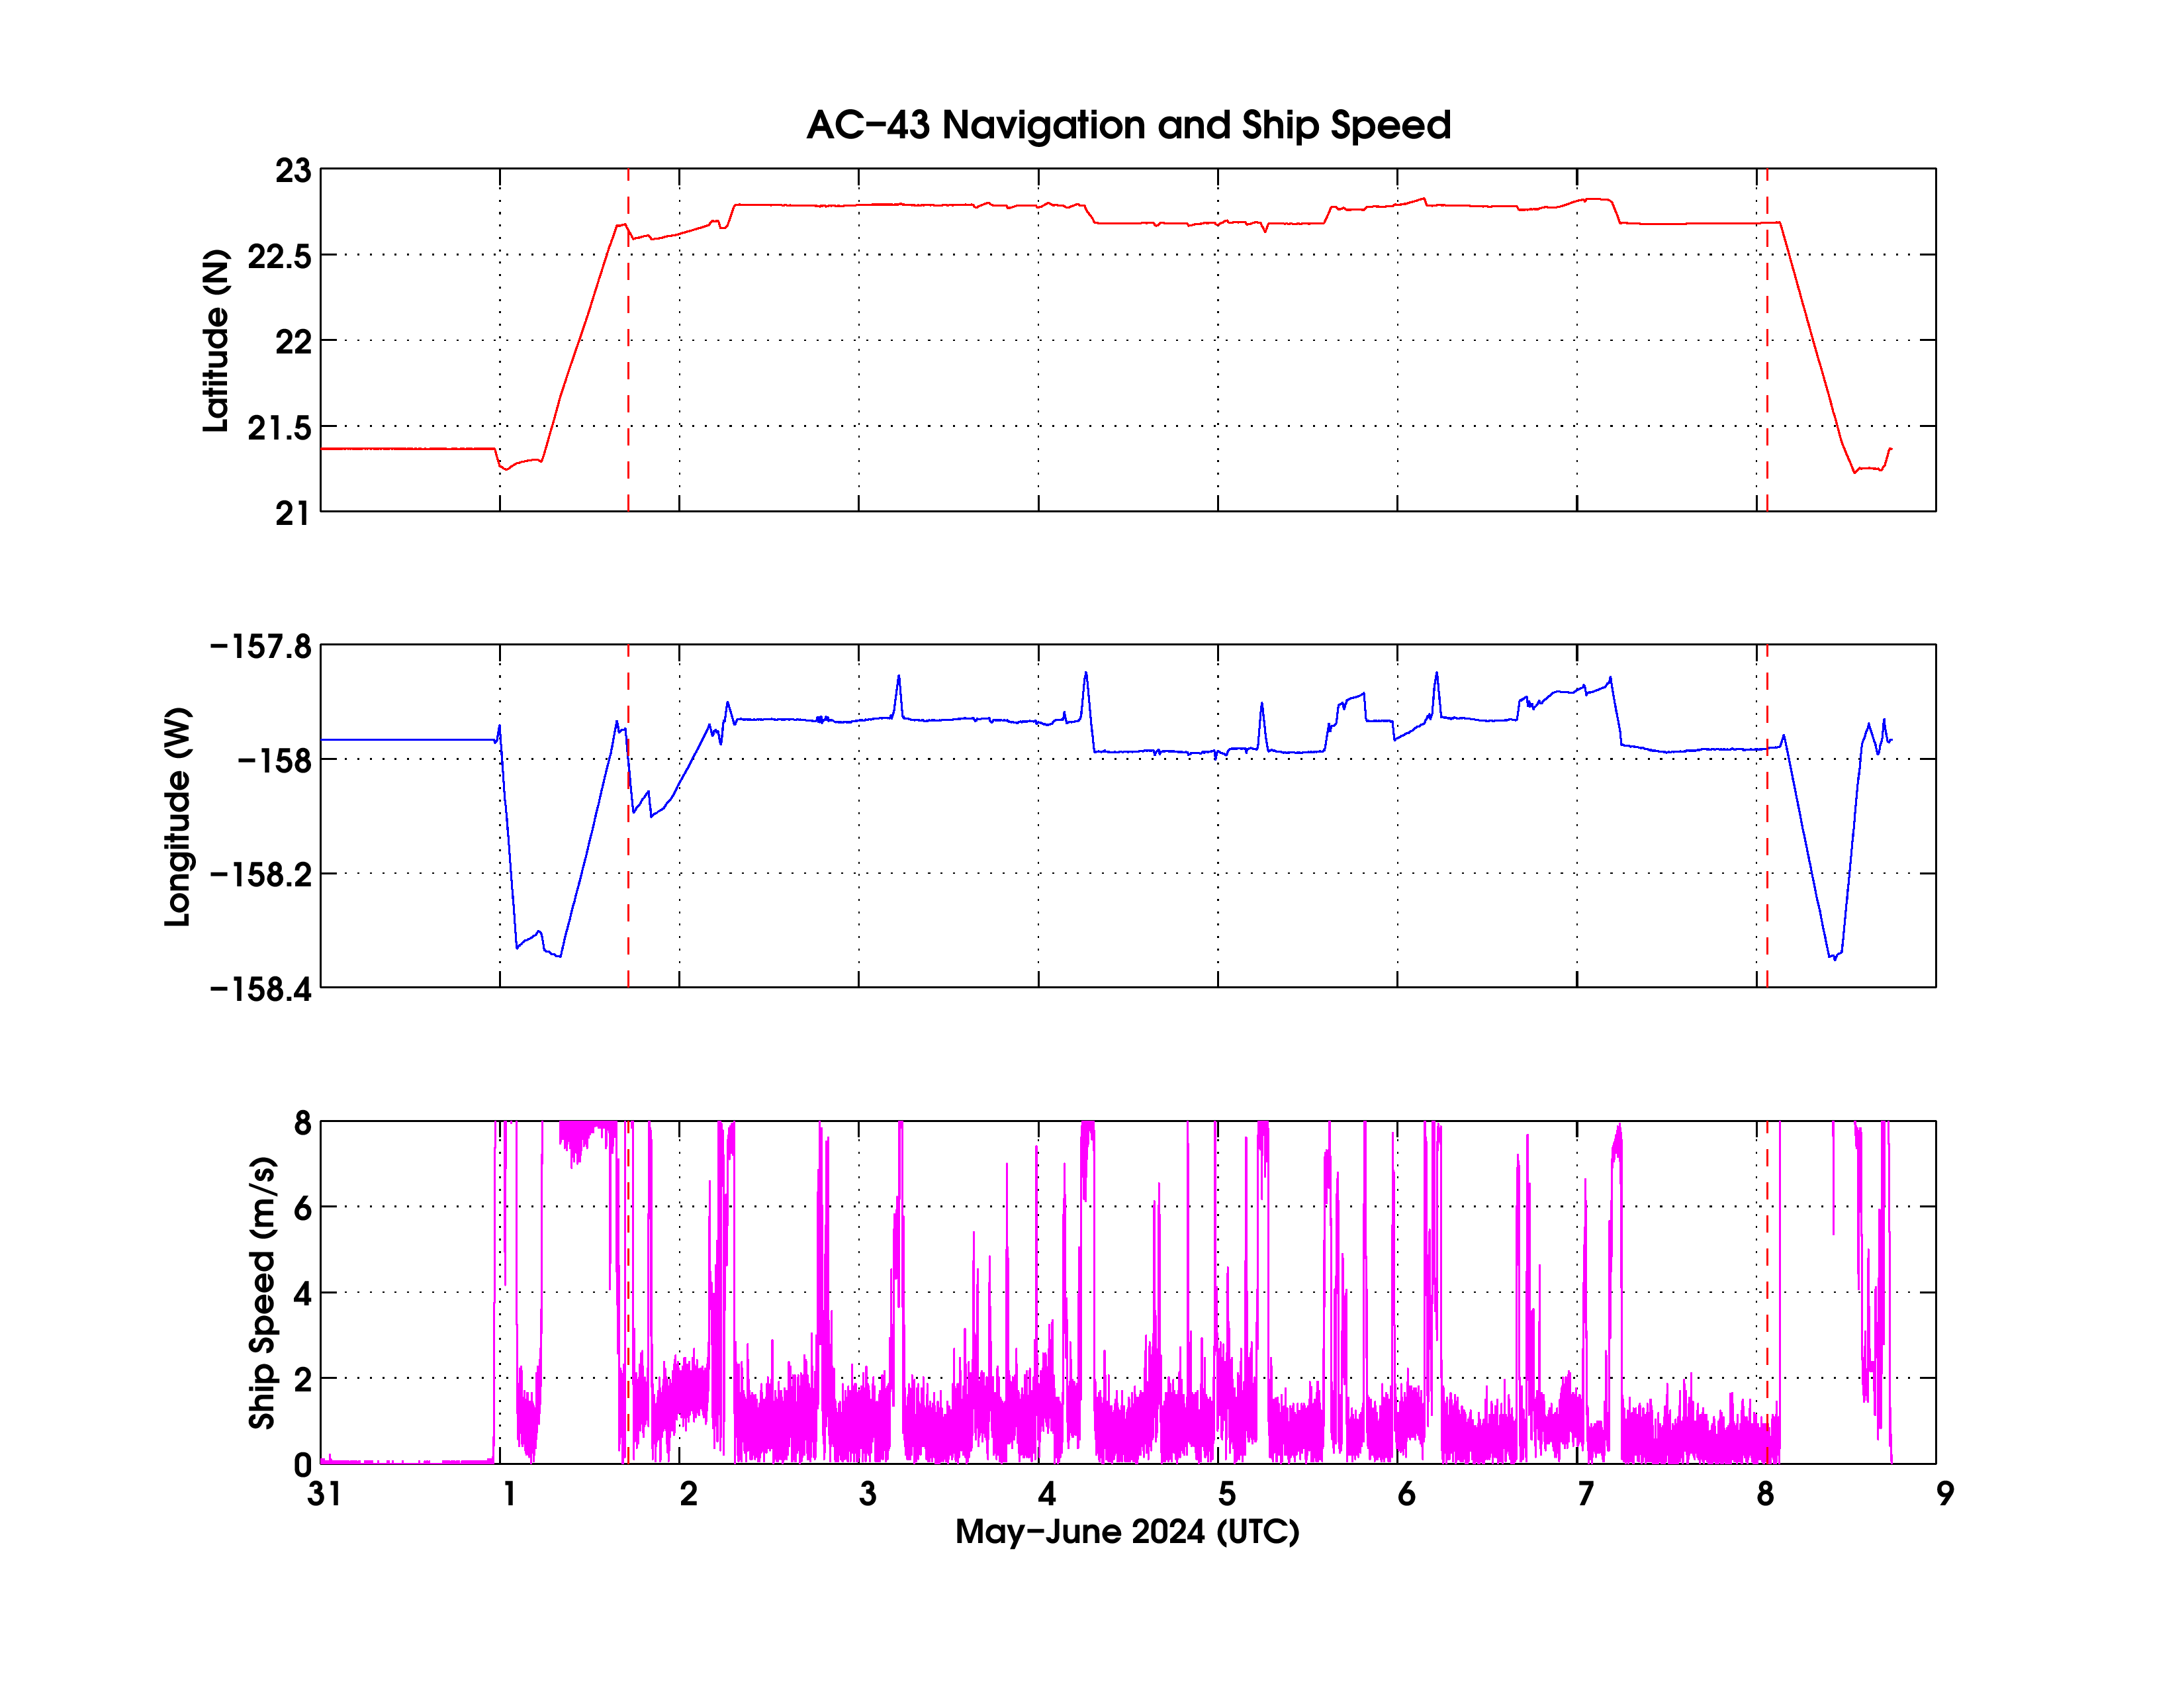 AC−43 Navigation and Ship Speed
23
22.5
22
21.5
21
Latitude (N)
−157.8
−158
−158.2
−158.4
Longitude (W)
8
6
4
2
0
Ship Speed (m/s)
31 1 2 3 4 5 6 7 8 9
May−June 2024 (UTC)